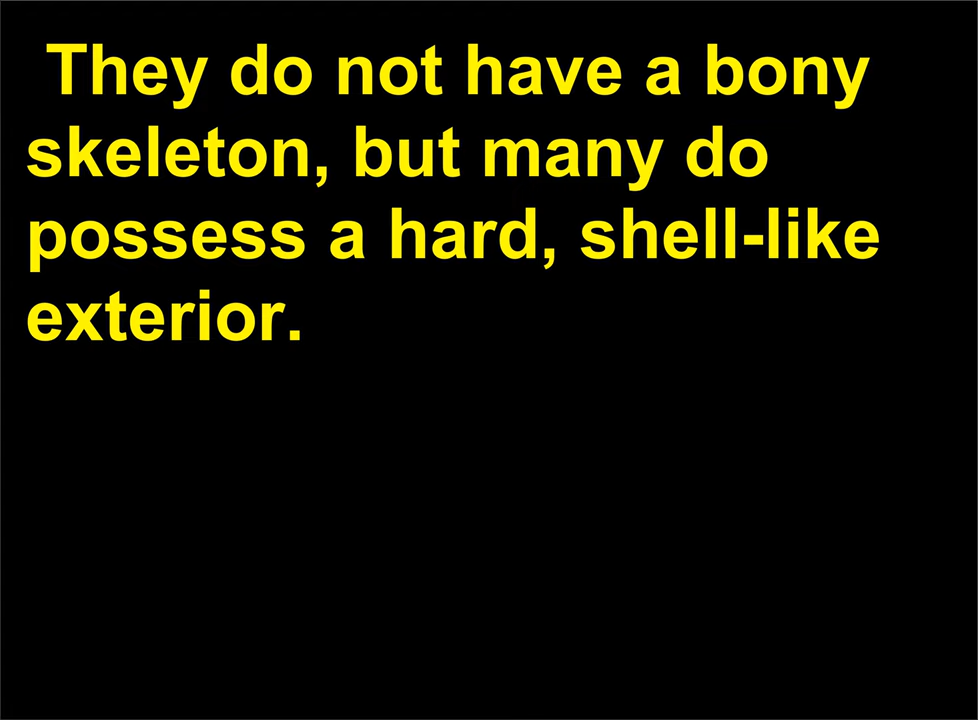 They do not have a bony
skeleton, but many do
possess a hard, shell-like
exterior.